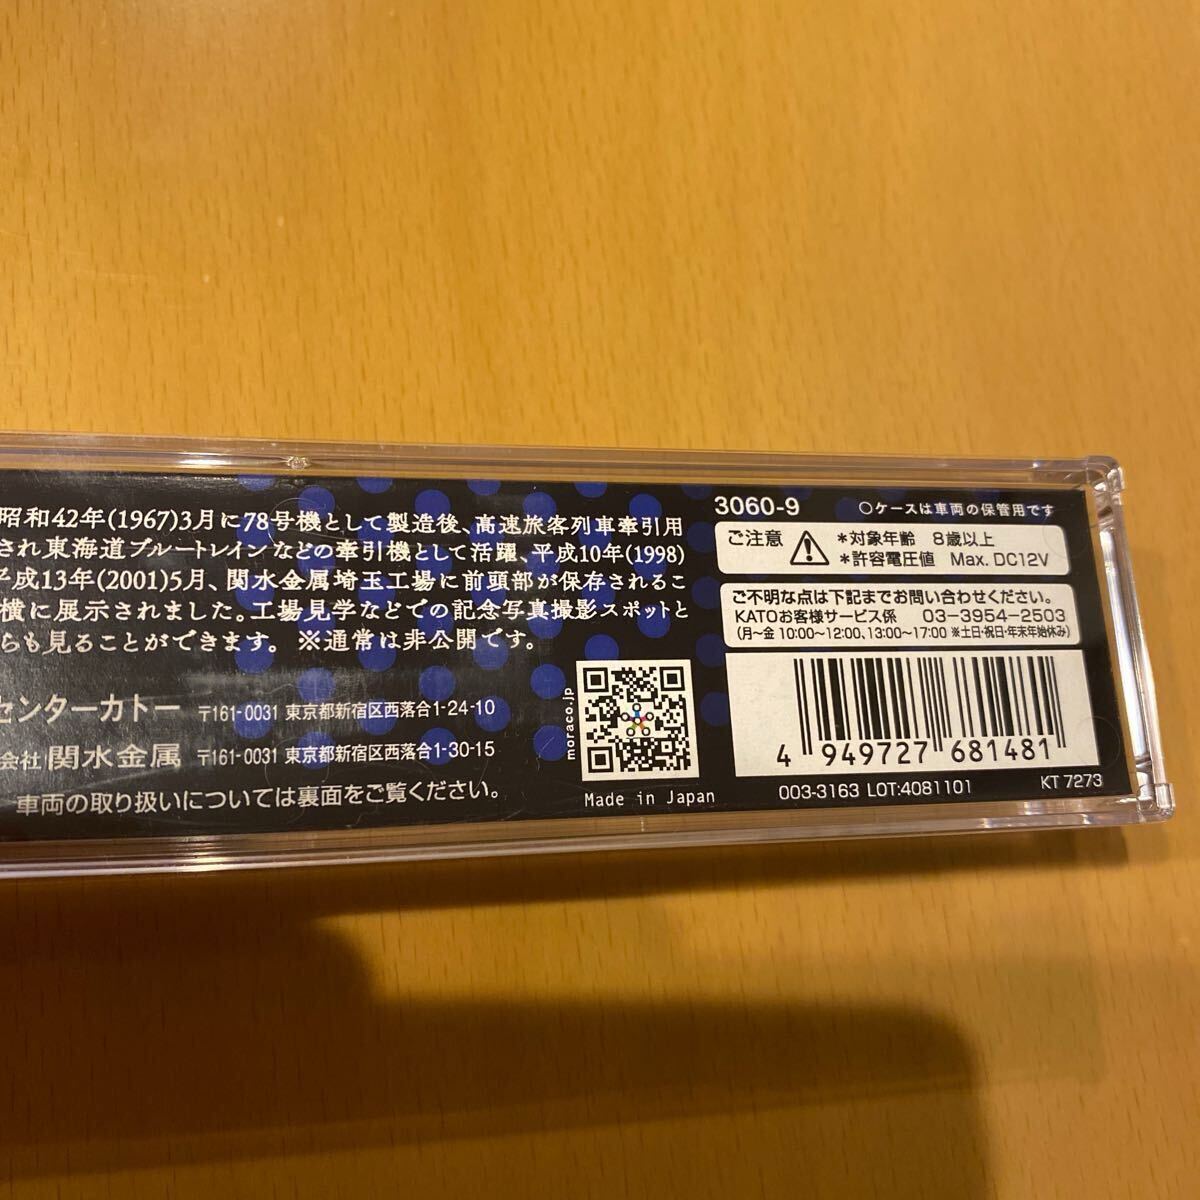 昭和42年(1967)3月に78号機として製造後、高速旅客列車牽引用
され東海道ブルートレインなどの牽引機として活躍、平成10年(1998)
平成13年(2001)5月、関水金属埼玉工場に前頭部が保存されるこ
横に展示されました。工場見学などでの記念写真撮影スポットと
らも見ることができます。 ※通常は非公開です。
センターカトー 〒161-0031 東京都新宿区西落合1-24-10
会社 関水金属 〒161-0031 東京都新宿区西落合1-30-15
車両の取り扱いについては裏面をご覧ください。
moraco.jp
Made in Japan
3060-9 ○ケースは車両の保管用です
ご注意 *対象年齢 8歳以上
*許容電圧値 Max. DC12V
ご不明な点は下記までお問い合わせください。
KATOお客様サービス係 03-3954-2503
(月〜金 10:00〜12:00、13:00〜17:00 ※土日・祝日・年末年始休み)
4 949727 681481
003-3163 LOT:4081101 KT 7273